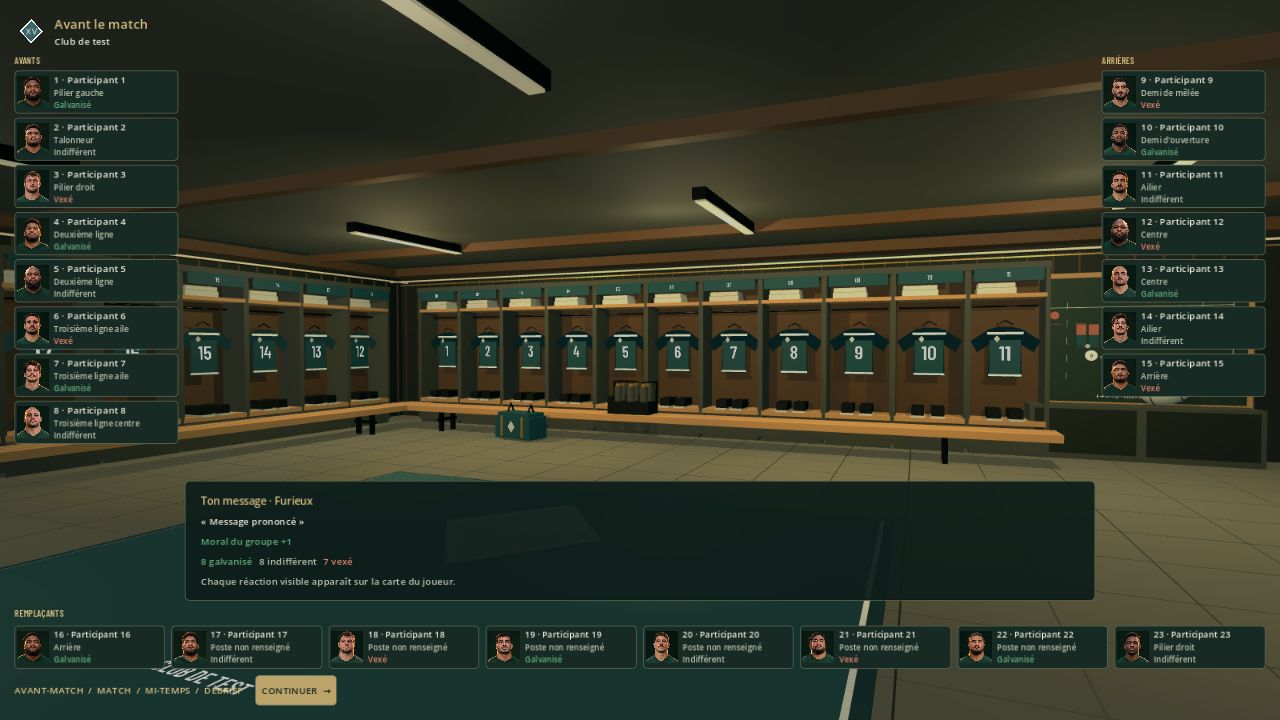 Avant le match
Club de test
AVANTS
1 · Participant 1
Pilier gauche
Galvanisé
2 · Participant 2
Talonneur
Indifférent
3 · Participant 3
Pilier droit
Vexé
4 · Participant 4
Deuxième ligne
Galvanisé
5 · Participant 5
Deuxième ligne
Indifférent
6 · Participant 6
Troisième ligne aile
Vexé
7 · Participant 7
Troisième ligne aile
Galvanisé
8 · Participant 8
Troisième ligne centre
Indifférent
ARRIÈRES
9 · Participant 9
Demi de mêlée
Vexé
10 · Participant 10
Demi d'ouverture
Galvanisé
11 · Participant 11
Ailier
Indifférent
12 · Participant 12
Centre
Vexé
13 · Participant 13
Centre
Galvanisé
14 · Participant 14
Ailier
Indifférent
15 · Participant 15
Arrière
Vexé
15 14 13 12 1 2 3 4 5 6 7 8 9 10 11
Ton message · Furieux
« Message prononcé »
Moral du groupe +1
8 galvanisé 8 indifférent 7 vexé
Chaque réaction visible apparaît sur la carte du joueur.
REMPLAÇANTS
16 · Participant 16
Arrière
Galvanisé
17 · Participant 17
Poste non renseigné
Indifférent
18 · Participant 18
Poste non renseigné
Vexé
19 · Participant 19
Poste non renseigné
Galvanisé
20 · Participant 20
Poste non renseigné
Indifférent
21 · Participant 21
Poste non renseigné
Vexé
22 · Participant 22
Poste non renseigné
Galvanisé
23 · Participant 23
Pilier droit
Indifférent
CLUB DE TEST
AVANT-MATCH / MATCH / MI-TEMPS / DÉBRIEF
CONTINUER →